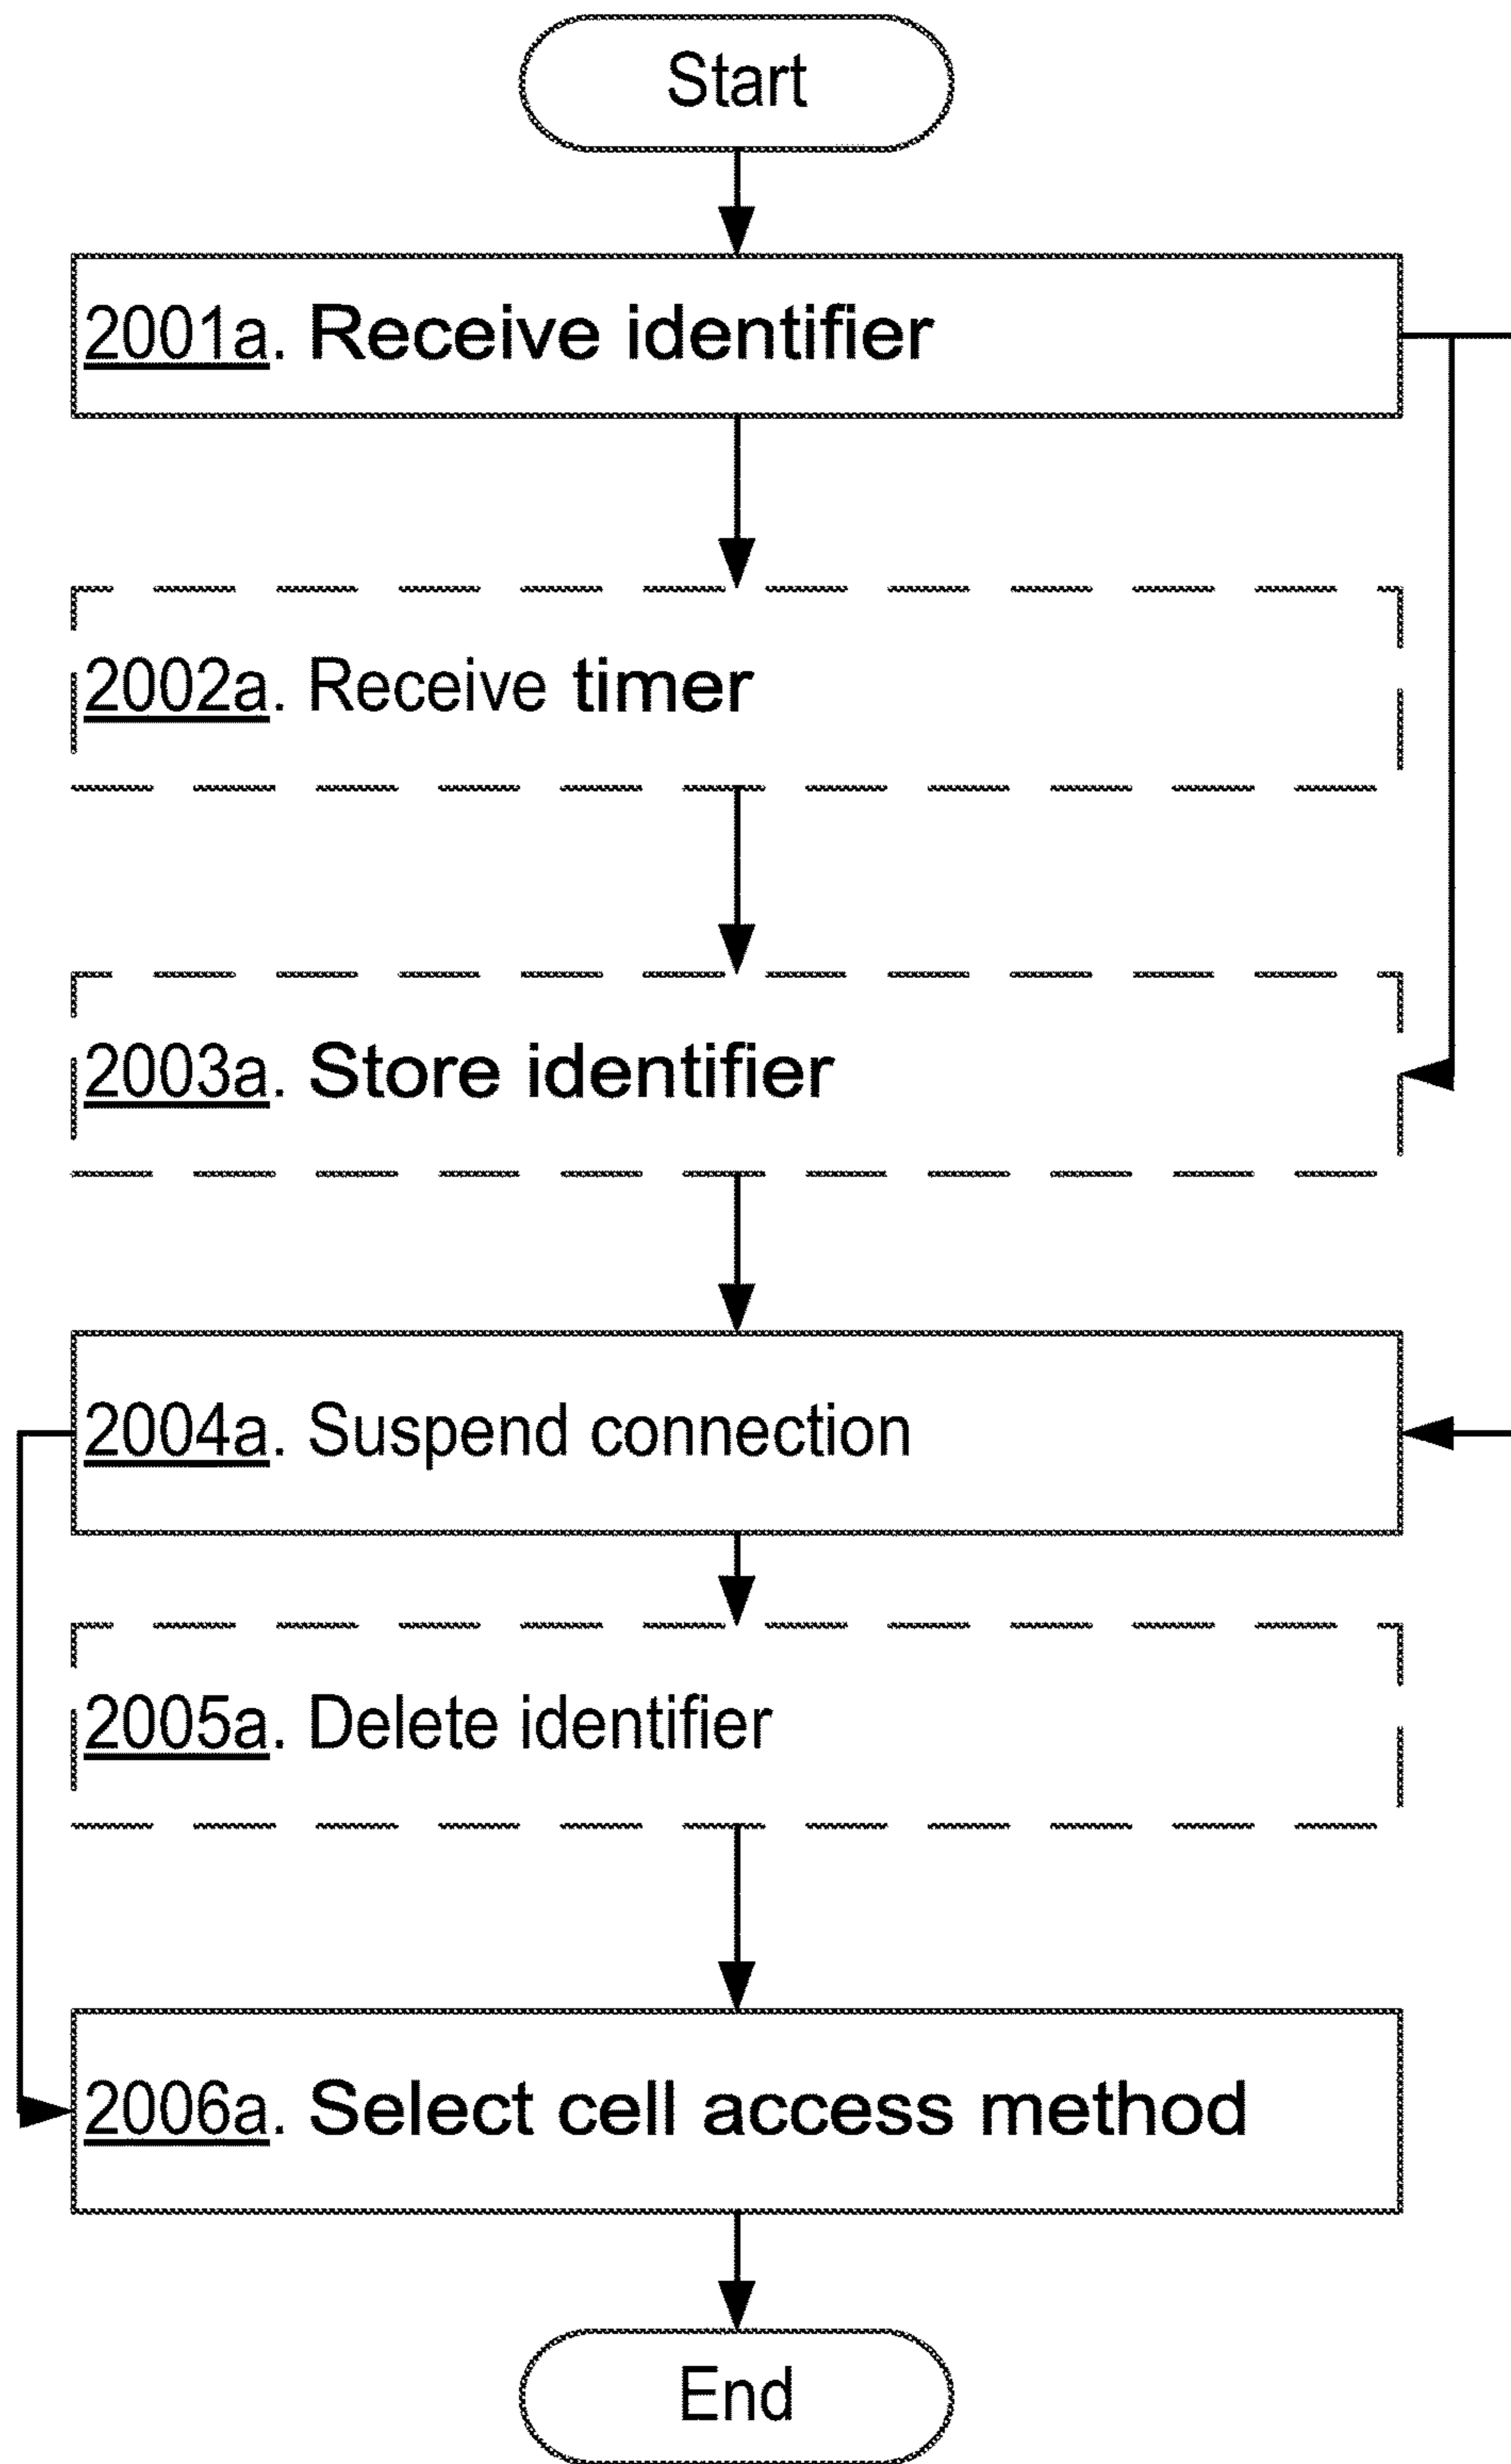 Start
2001a. Receive identifier
2002a. Receive timer
2003a. Store identifier
2004a. Suspend connection
2005a. Delete identifier
2006a. Select cell access method
End